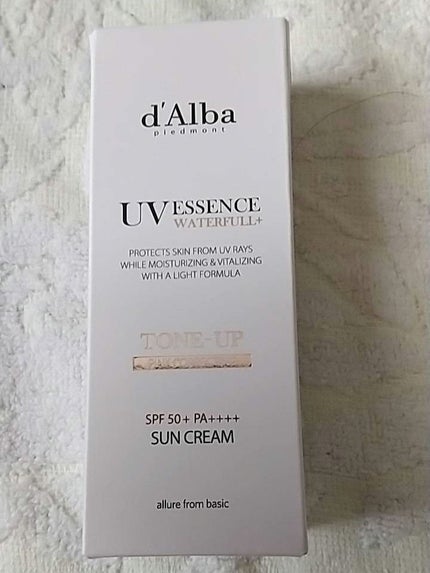 d'Alba
piedmont
UV ESSENCE
WATERFULL+
PROTECTS SKIN FROM UV RAYS
WHILE MOISTURIZING & VITALIZING
WITH A LIGHT FORMULA
TONE-UP
SPF 50+ PA++++
SUN CREAM
allure from basic